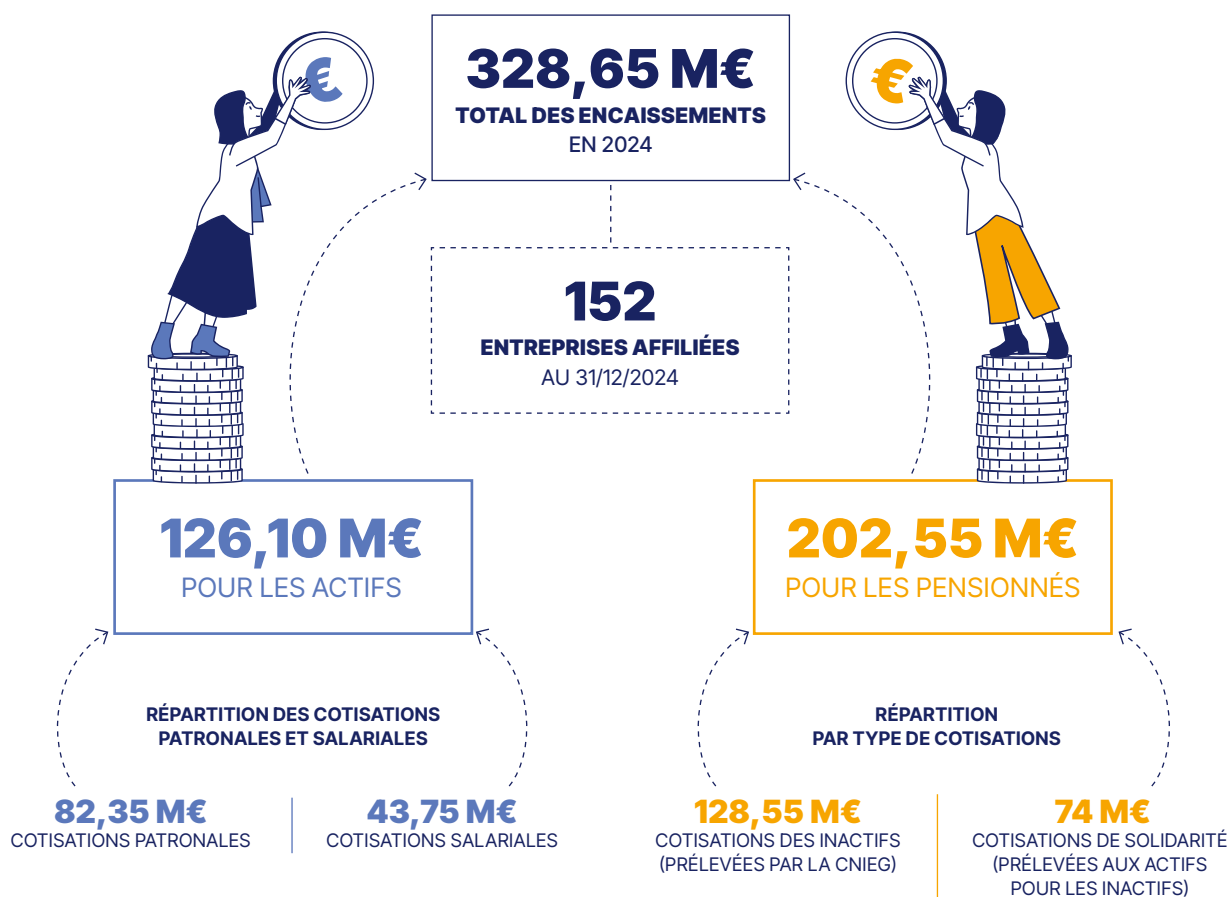 €
€
328,65 M€
TOTAL DES ENCAISSEMENTS
EN 2024
152
ENTREPRISES AFFILIÉES
AU 31/12/2024
126,10 M€
POUR LES ACTIFS
202,55 M€
POUR LES PENSIONNÉS
RÉPARTITION DES COTISATIONS
PATRONALES ET SALARIALES
RÉPARTITION
PAR TYPE DE COTISATIONS
82,35 M€
COTISATIONS PATRONALES
43,75 M€
COTISATIONS SALARIALES
128,55 M€
COTISATIONS DES INACTIFS
(PRÉLEVÉES PAR LA CNIEG)
74 M€
COTISATIONS DE SOLIDARITÉ
(PRÉLEVÉES AUX ACTIFS
POUR LES INACTIFS)